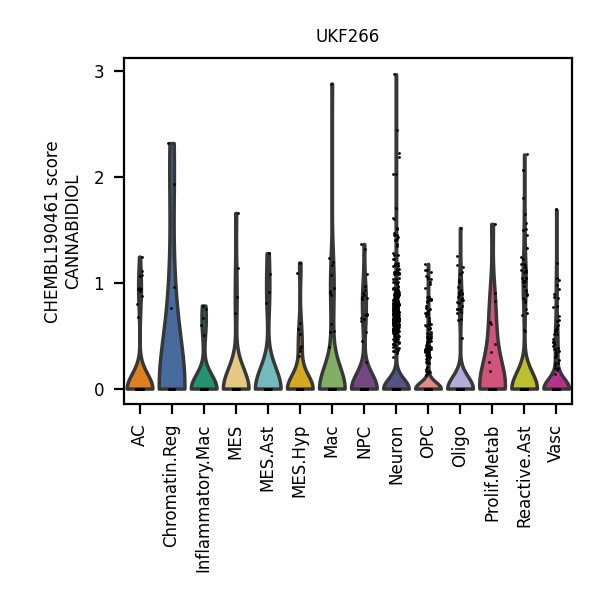 UKF266
CHEMBL190461 score
CANNABIDIOL
3
2
1
0
AC
Chromatin.Reg
Inflammatory.Mac
MES
MES.Ast
MES.Hyp
Mac
NPC
Neuron
OPC
Oligo
Prolif.Metab
Reactive.Ast
Vasc